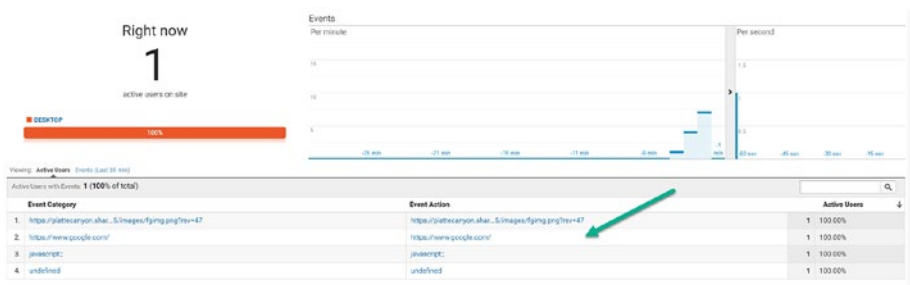 Right now
1
active users on site
DESKTOP
100%
Events
Per minute
Per second
15
10
5
1.5
0.5
-26 min
-21 min
-16 min
-11 min
-6 min
-1
min
-60 sec
-45 sec
-30 sec
-15 sec
Viewing: Active Users Events (Last 30 min)
Active Users with Events: 1 (100% of total)
Event Category Event Action Active Users
1. https://plattecanyon.shar...5/images/fgimg.png?rev=47 https://plattecanyon.shar...5/images/fgimg.png?rev=47 1 100.00%
2. https://www.google.com/ https://www.google.com/ 1 100.00%
3. javascript:; javascript:; 1 100.00%
4. undefined undefined 1 100.00%